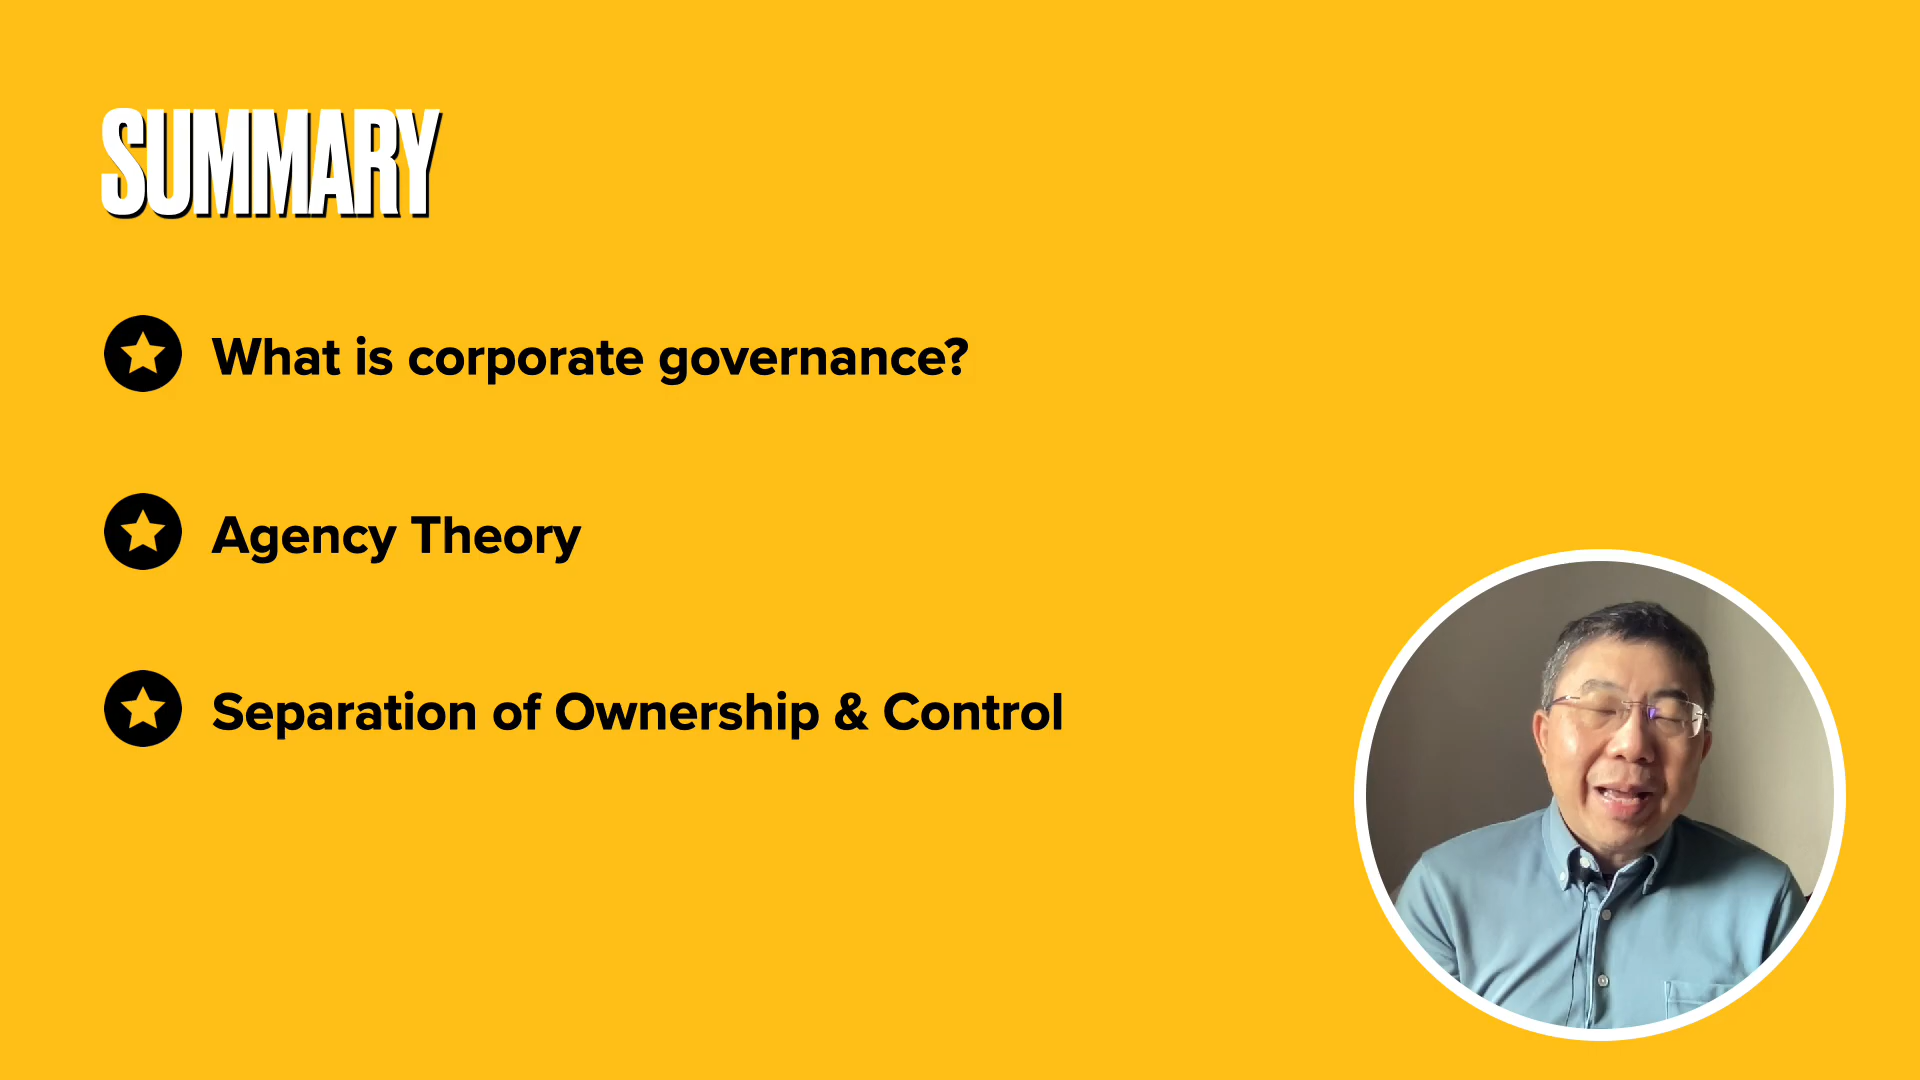 SUMMARY
What is corporate governance?
Agency Theory
Separation of Ownership & Control